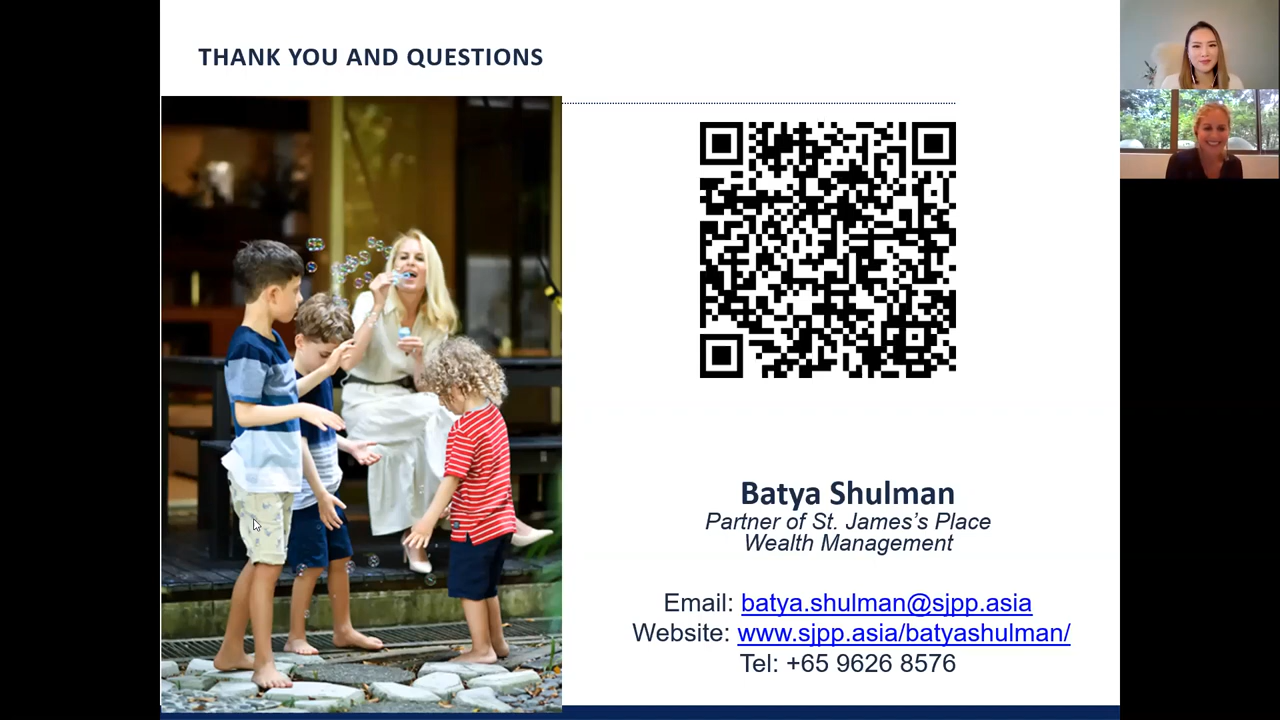 THANK YOU AND QUESTIONS
Batya Shulman
Partner of St. James’s Place
Wealth Management
Email: batya.shulman@sjpp.asia
Website: www.sjpp.asia/batyashulman/
Tel: +65 9626 8576